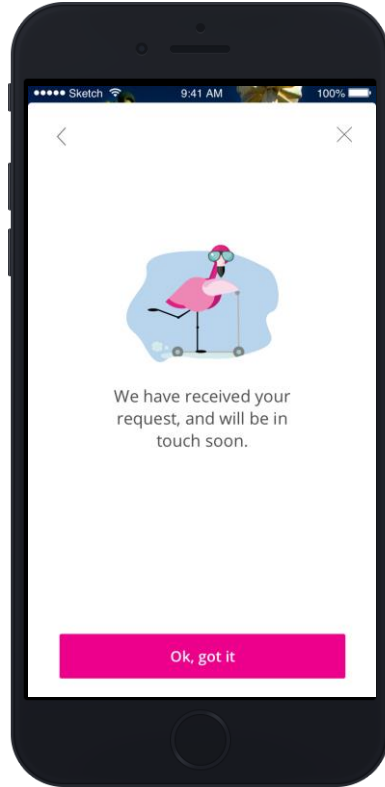 Sketch 9:41 AM 100%
We have received your
request, and will be in
touch soon.
Ok, got it